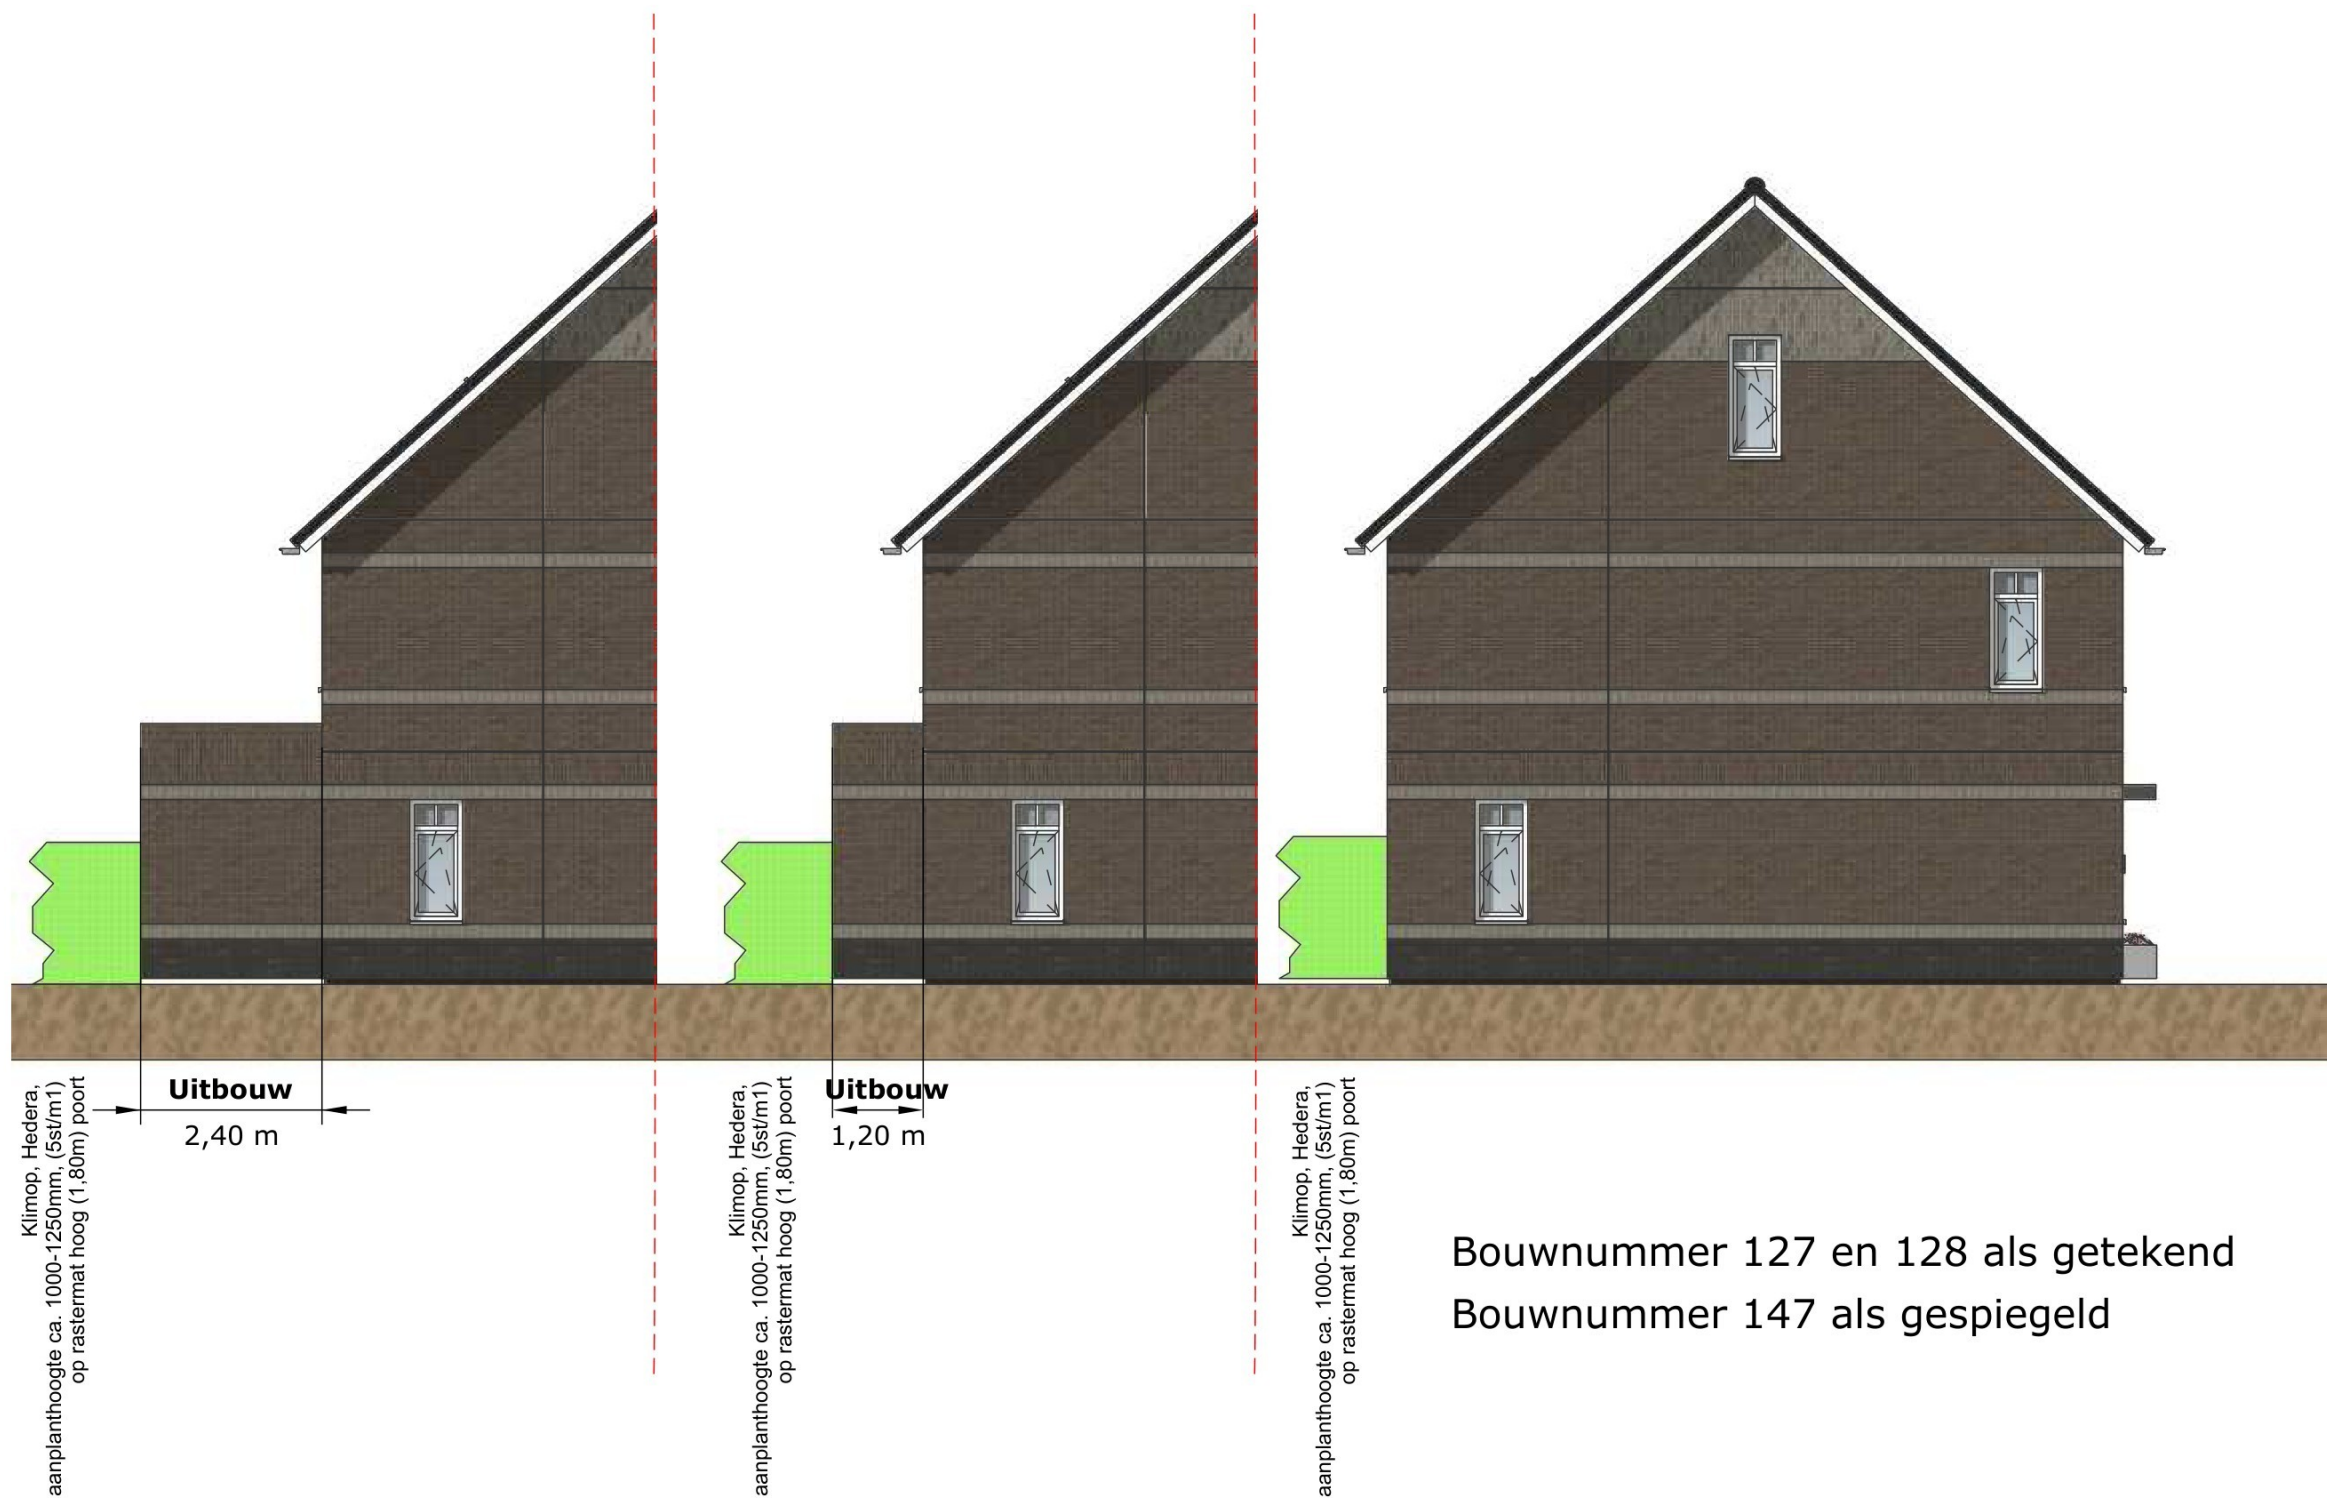 Uitbouw
2,40 m
Uitbouw
1,20 m
Klimop, Hedera,
aanplanthoogte ca. 1000-1250mm, (5st/m1)
op rastermat hoog (1,80m) poort
Klimop, Hedera,
aanplanthoogte ca. 1000-1250mm, (5st/m1)
op rastermat hoog (1,80m) poort
Klimop, Hedera,
aanplanthoogte ca. 1000-1250mm, (5st/m1)
op rastermat hoog (1,80m) poort
Bouwnummer 127 en 128 als getekend
Bouwnummer 147 als gespiegeld